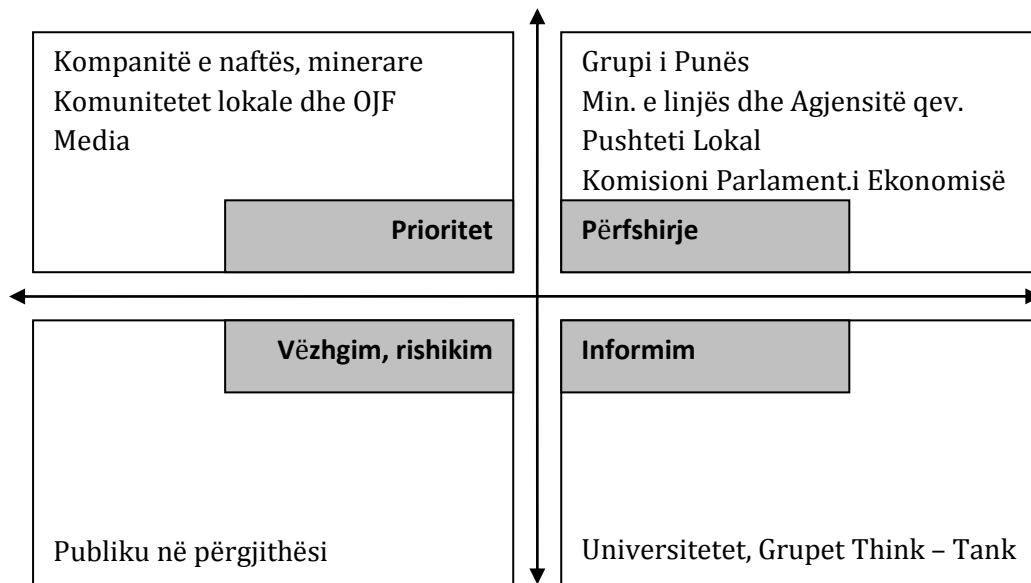 Kompanitë e naftës, minerare
Komunitetet lokale dhe OJF
Media
Prioritet
Grupi i Punës
Min. e linjës dhe Agjensitë qev.
Pushteti Lokal
Komisioni Parlament.i Ekonomisë
Përfshirje
Vëzhgim, rishikim
Publiku në përgjithësi
Informim
Universitetet, Grupet Think – Tank